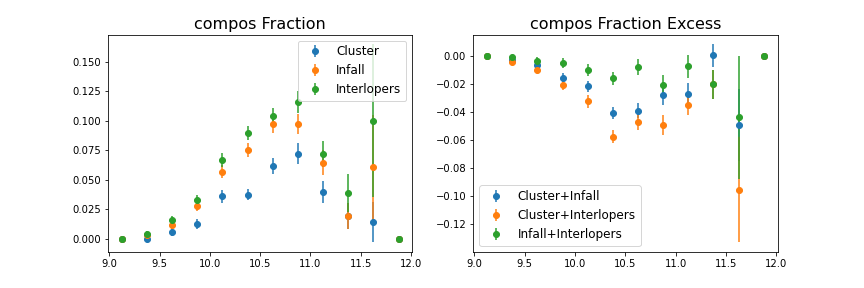 compos Fraction
Cluster
Infall
Interlopers
0.150
0.125
0.100
0.075
0.050
0.025
0.000
9.0 9.5 10.0 10.5 11.0 11.5 12.0
compos Fraction Excess
0.00
−0.02
−0.04
−0.06
−0.08
−0.10
−0.12
Cluster+Infall
Cluster+Interlopers
Infall+Interlopers
9.0 9.5 10.0 10.5 11.0 11.5 12.0